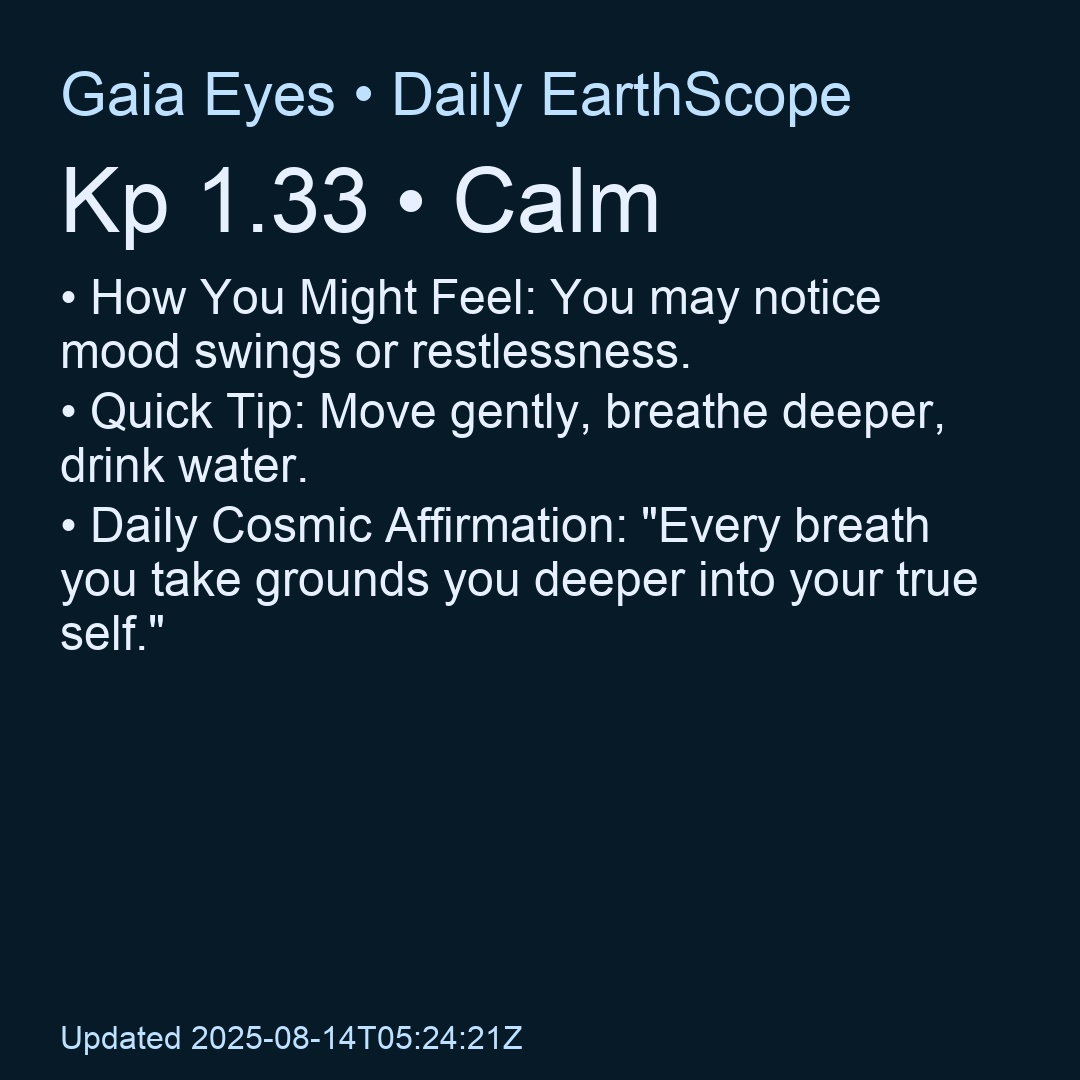 Gaia Eyes • Daily EarthScope
Kp 1.33 • Calm
• How You Might Feel: You may notice
mood swings or restlessness.
• Quick Tip: Move gently, breathe deeper,
drink water.
• Daily Cosmic Affirmation: "Every breath
you take grounds you deeper into your true
self."
Updated 2025-08-14T05:24:21Z